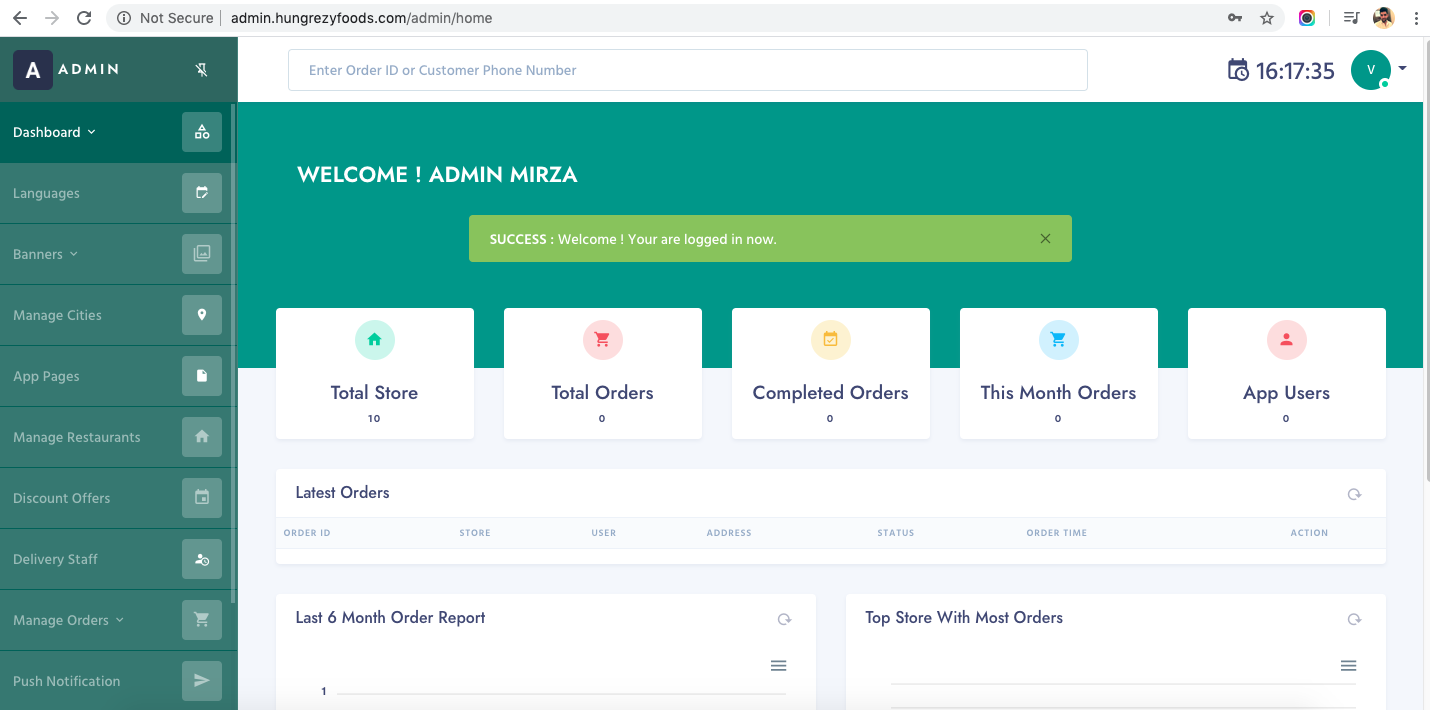 Not Secure | admin.hungrezyfoods.com/admin/home
A ADMIN
Enter Order ID or Customer Phone Number
16:17:35
V
Dashboard
Languages
Banners
Manage Cities
App Pages
Manage Restaurants
Discount Offers
Delivery Staff
Manage Orders
Push Notification
WELCOME ! ADMIN MIRZA
SUCCESS : Welcome ! Your are logged in now.
Total Store
10
Total Orders
0
Completed Orders
0
This Month Orders
0
App Users
0
Latest Orders
ORDER ID STORE USER ADDRESS STATUS ORDER TIME ACTION
Last 6 Month Order Report
1
Top Store With Most Orders